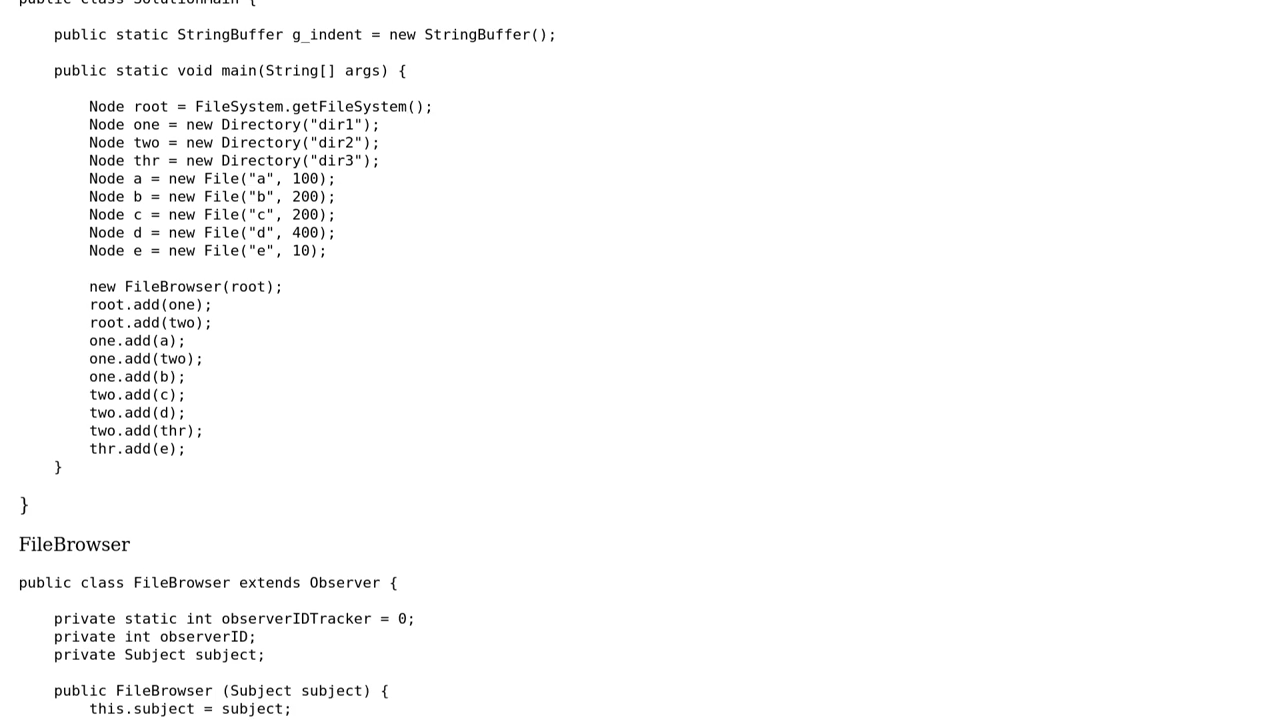 public class SolutionMain {
    public static StringBuffer g_indent = new StringBuffer();
    public static void main(String[] args) {
        Node root = FileSystem.getFileSystem();
        Node one = new Directory("dir1");
        Node two = new Directory("dir2");
        Node thr = new Directory("dir3");
        Node a = new File("a", 100);
        Node b = new File("b", 200);
        Node c = new File("c", 200);
        Node d = new File("d", 400);
        Node e = new File("e", 10);
        new FileBrowser(root);
        root.add(one);
        root.add(two);
        one.add(a);
        one.add(two);
        one.add(b);
        two.add(c);
        two.add(d);
        two.add(thr);
        thr.add(e);
    }
}
FileBrowser
public class FileBrowser extends Observer {
    private static int observerIDTracker = 0;
    private int observerID;
    private Subject subject;
    public FileBrowser (Subject subject) {
        this.subject = subject;